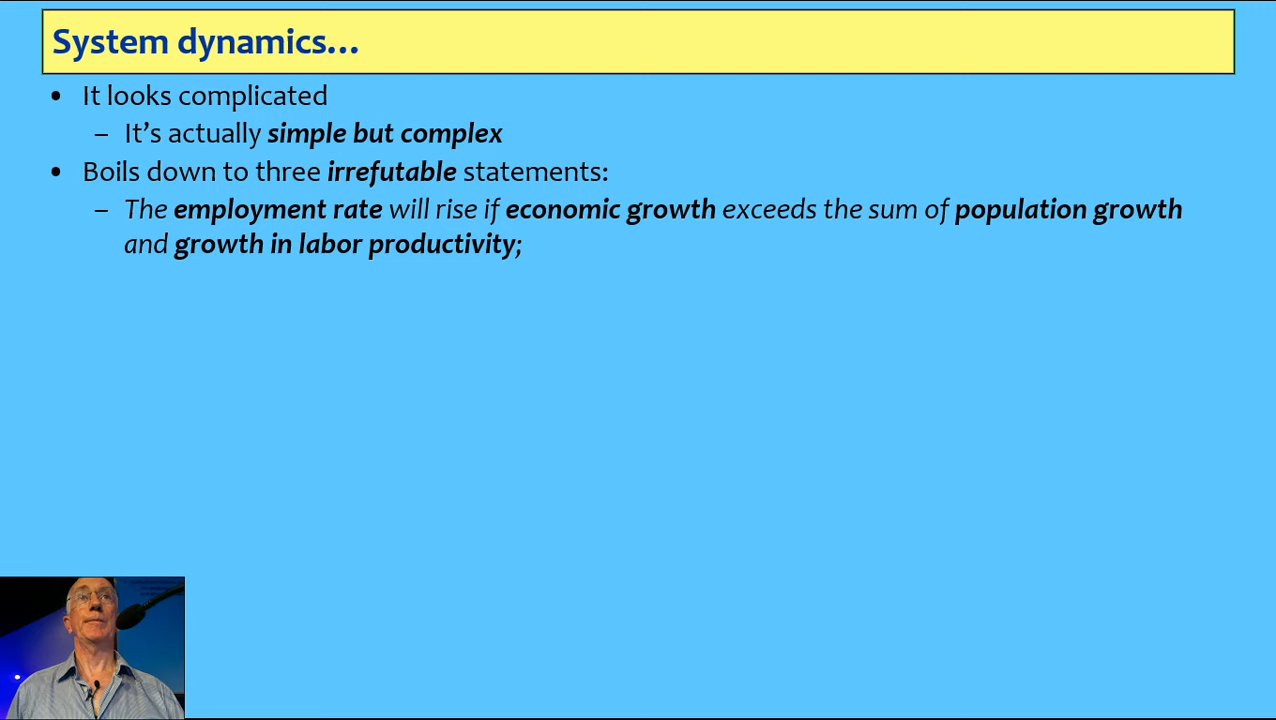 System dynamics…
• It looks complicated
– It’s actually simple but complex
• Boils down to three irrefutable statements:
– The employment rate will rise if economic growth exceeds the sum of population growth
and growth in labor productivity;